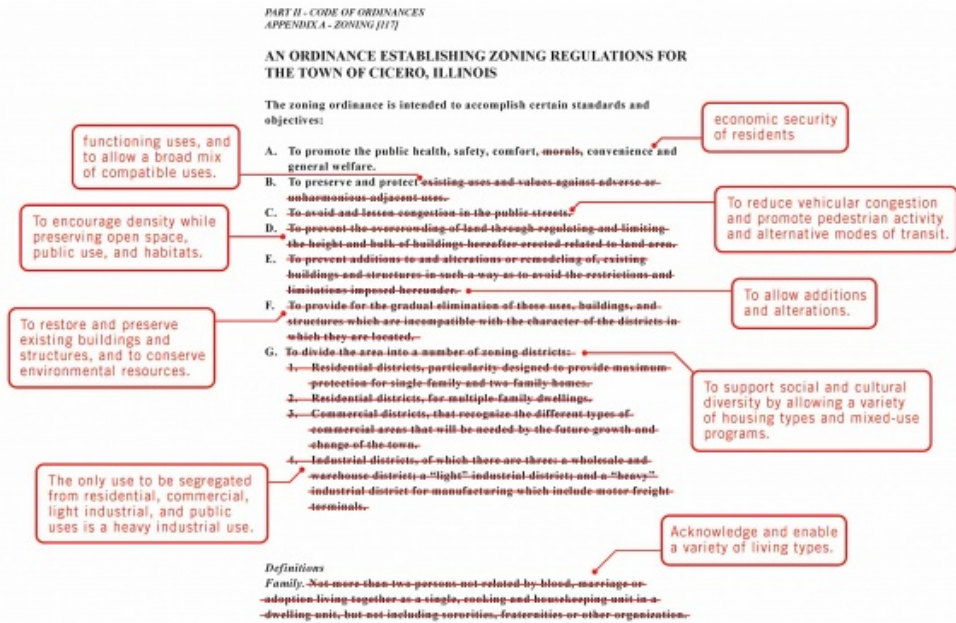 PART II - CODE OF ORDINANCES
APPENDIX A - ZONING [117]
AN ORDINANCE ESTABLISHING ZONING REGULATIONS FOR
THE TOWN OF CICERO, ILLINOIS
The zoning ordinance is intended to accomplish certain standards and
objectives:
economic security
of residents
functioning uses, and
to allow a broad mix
of compatible uses.
A. To promote the public health, safety, comfort, morals, convenience and
general welfare.
B. To preserve and protect existing uses and values against adverse or
unharmonious adjacent uses.
C. To avoid and lessen congestion in the public streets.
To reduce vehicular congestion
and promote pedestrian activity
and alternative modes of transit.
To encourage density while
preserving open space,
public use, and habitats.
D. To prevent the overcrowding of land through regulating and limiting
the height and bulk of buildings hereafter erected related to land area.
E. To prevent additions to and alterations or remodeling of, existing
buildings and structures in such a way as to avoid the restrictions and
limitations imposed hereunder.
To allow additions
and alterations.
F. To provide for the gradual elimination of those uses, buildings, and
structures which are incompatible with the character of the districts in
which they are located.
To restore and preserve
existing buildings and
structures, and to conserve
environmental resources.
G. To divide the area into a number of zoning districts:
1. Residential districts, particularity designed to provide maximum
protection for single family and two family homes.
2. Residential districts, for multiple family dwellings.
3. Commercial districts, that recognize the different types of
commercial areas that will be needed by the future growth and
change of the town.
To support social and cultural
diversity by allowing a variety
of housing types and mixed-use
programs.
4. Industrial districts, of which there are three: a wholesale and
warehouse district; a "light" industrial district; and a "heavy"
industrial district for manufacturing which include motor freight
terminals.
The only use to be segregated
from residential, commercial,
light industrial, and public
uses is a heavy industrial use.
Acknowledge and enable
a variety of living types.
Definitions
Family. Not more than two persons not related by blood, marriage or
adoption living together as a single, cooking and housekeeping unit in a
dwelling unit, but not including sororities, fraternities or other organization.